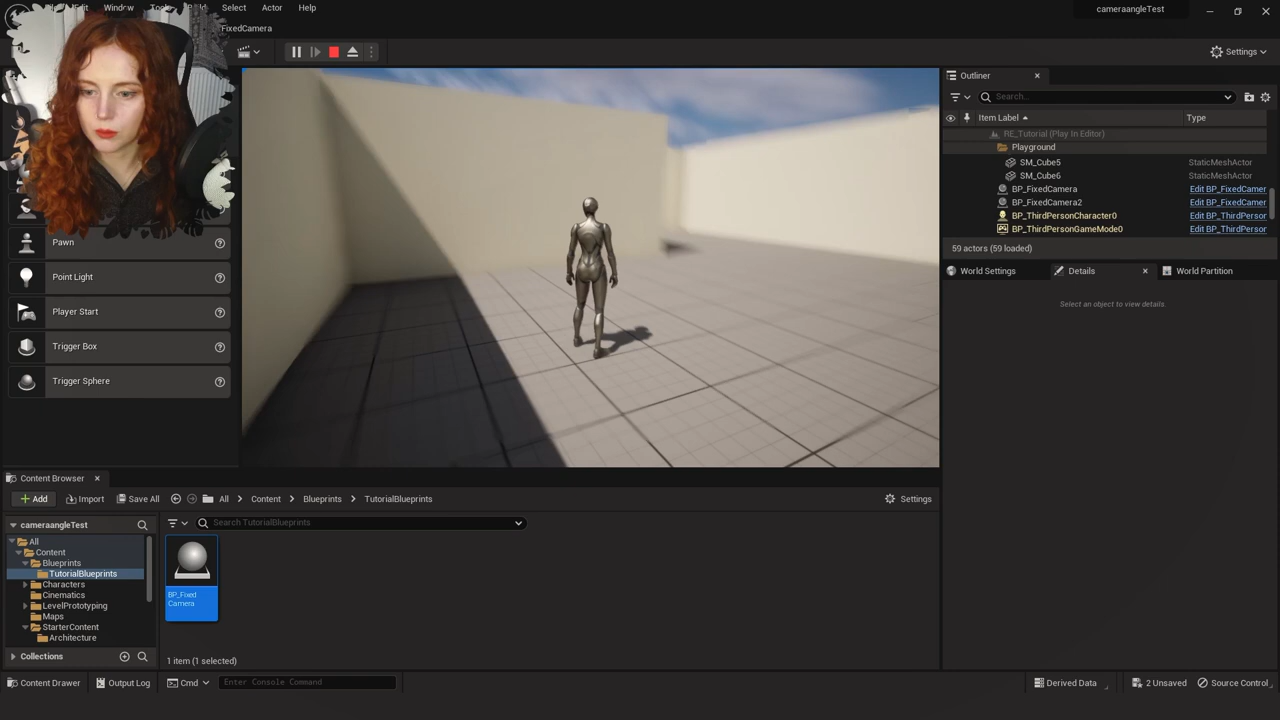 Edit
Window
Tools
Build
Select
Actor
Help
cameraangleTest
FixedCamera
Settings
Outliner
Search...
Item Label
Type
RE_Tutorial (Play In Editor)
Playground
SM_Cube5
StaticMeshActor
SM_Cube6
StaticMeshActor
BP_FixedCamera
Edit BP_FixedCamer
BP_FixedCamera2
Edit BP_FixedCamer
BP_ThirdPersonCharacter0
Edit BP_ThirdPerson
BP_ThirdPersonGameMode0
Edit BP_ThirdPerson
59 actors (59 loaded)
World Settings
Details
World Partition
Select an object to view details.
Pawn
Point Light
Player Start
Trigger Box
Trigger Sphere
Content Browser
Add
Import
Save All
All
Content
Blueprints
TutorialBlueprints
Settings
cameraangleTest
Search TutorialBlueprints
All
Content
Blueprints
TutorialBlueprints
Characters
Cinematics
LevelPrototyping
Maps
StarterContent
Architecture
BP_Fixed
Camera
Collections
1 item (1 selected)
Content Drawer
Output Log
Cmd
Enter Console Command
Derived Data
2 Unsaved
Source Control